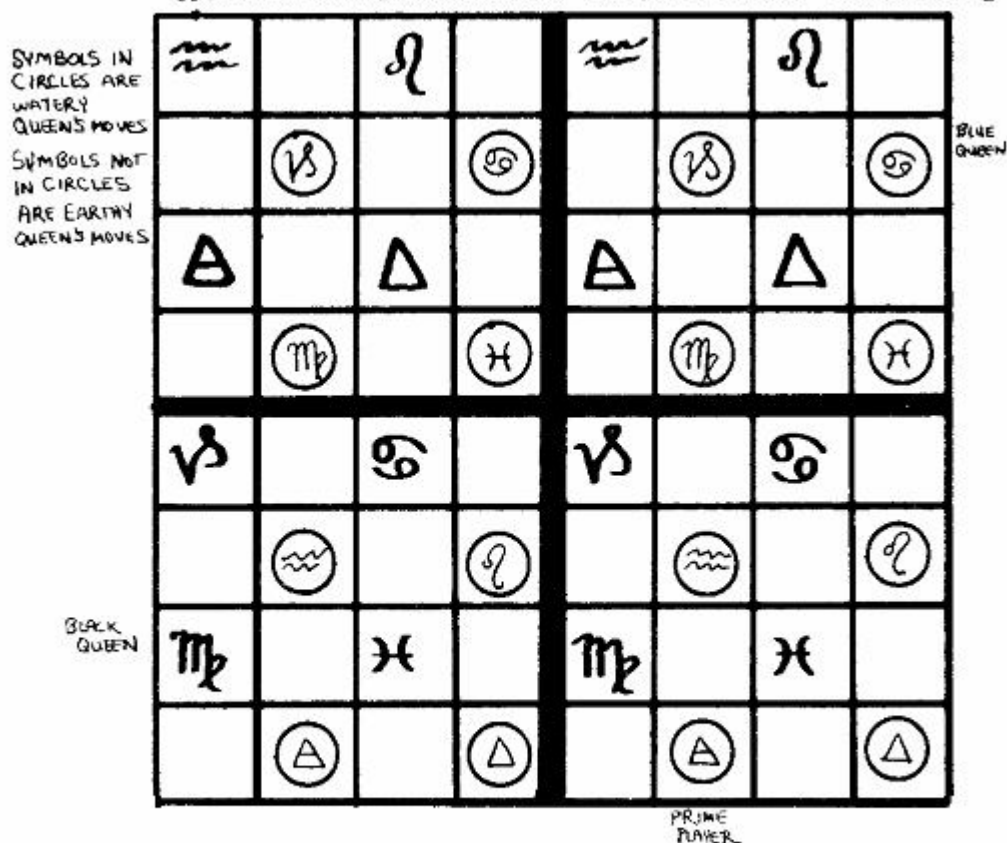 SYMBOLS IN
CIRCLES ARE
WATERY
QUEEN'S MOVES
SYMBOLS NOT
IN CIRCLES
ARE EARTHY
QUEEN'S MOVES
BLUE
QUEEN
BLACK
QUEEN
PRIME
PLAYER